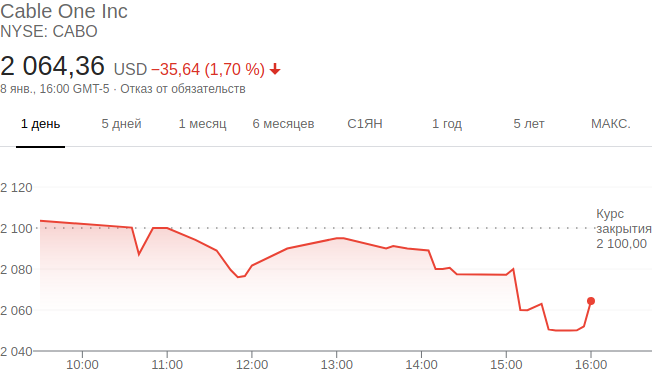 Cable One Inc
NYSE: CABO
2 064,36 USD −35,64 (1,70 %)
8 янв., 16:00 GMT-5 · Отказ от обязательств
1 день 5 дней 1 месяц 6 месяцев С1ЯН 1 год 5 лет МАКС.
2 120
2 100
2 080
2 060
2 040
Курс
закрытия
2 100,00
10:00 11:00 12:00 13:00 14:00 15:00 16:00